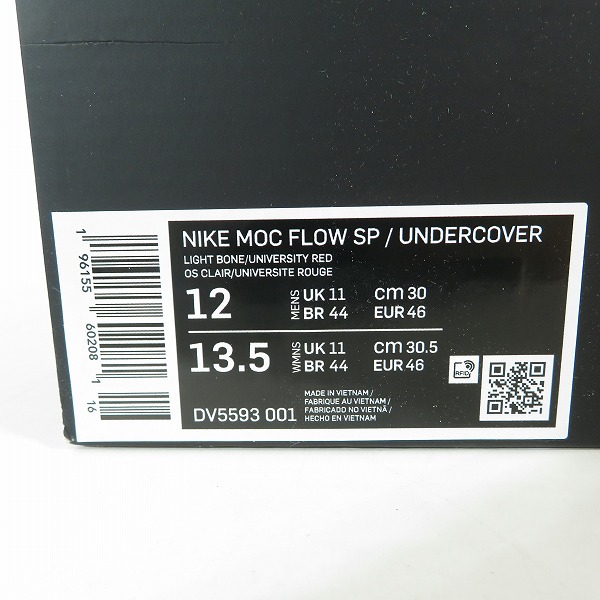 NIKE MOC FLOW SP / UNDERCOVER
LIGHT BONE/UNIVERSITY RED
OS CLAIR/UNIVERSITE ROUGE
12 MENS UK 11 CM 30
BR 44 EUR 46
13.5 WMNS UK 11 CM 30.5
BR 44 EUR 46
RFID
DV5593 001
MADE IN VIETNAM/
FABRIQUE AU VIETNAM/
FABRICADO NO VIETNÃ/
HECHO EN VIETNAM
1 96155 60208 1 16